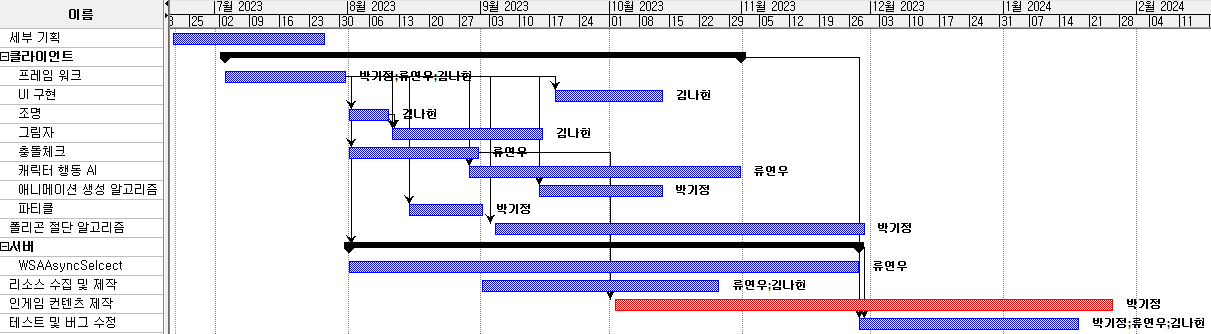 이름
7월 2023 8월 2023 9월 2023 10월 2023 11월 2023 12월 2023 1월 2024 2월 2024
3 25 02 09 16 23 30 06 13 20 27 03 10 17 24 01 08 15 22 29 05 12 19 26 03 10 17 24 31 07 14 21 28 04 11
세부 기획
클라이언트
프레임 워크 박기정;류연우;김나현
UI 구현 김나현
조명 김나현
그림자 김나현
충돌체크 류연우
캐릭터 행동 AI 류연우
애니메이션 생성 알고리즘 박기정
파티클 박기정
폴리곤 절단 알고리즘 박기정
서버
WSAAsyncSelcect 류연우
리소스 수집 및 제작 류연우;김나현
인게임 컨텐츠 제작 박기정
테스트 및 버그 수정 박기정;류연우;김나현